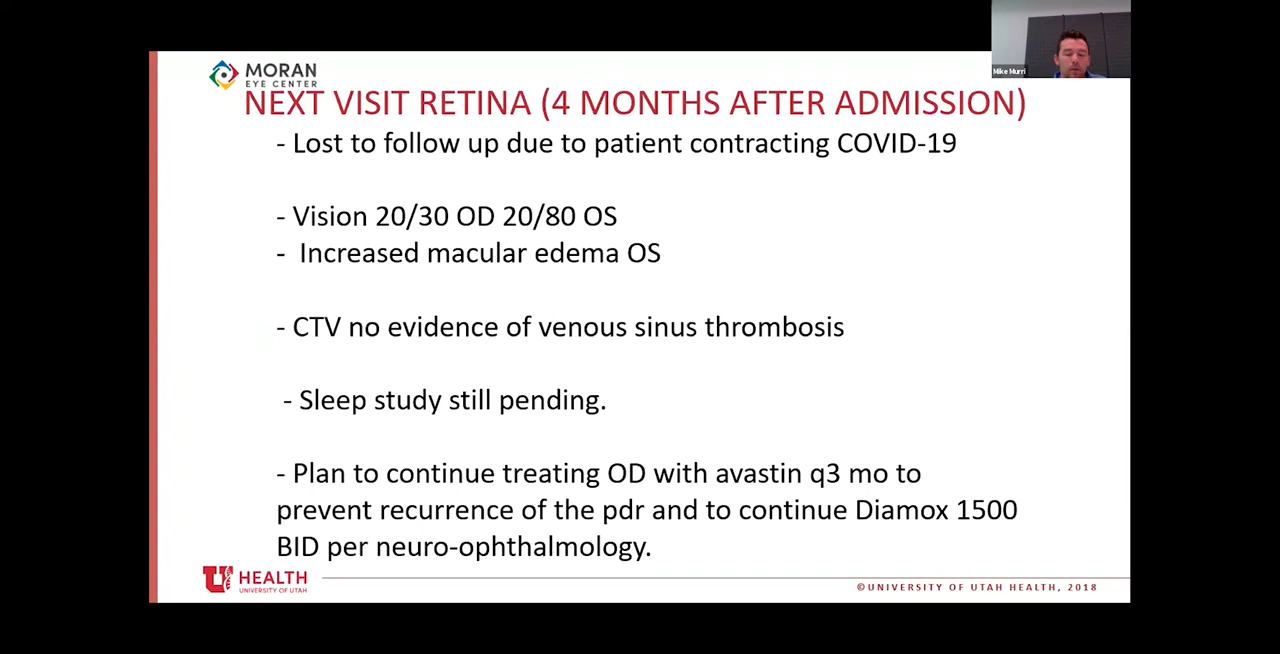 Mike Murri
MORAN
EYE CENTER
NEXT VISIT RETINA (4 MONTHS AFTER ADMISSION)
- Lost to follow up due to patient contracting COVID-19
- Vision 20/30 OD 20/80 OS
- Increased macular edema OS
- CTV no evidence of venous sinus thrombosis
- Sleep study still pending.
- Plan to continue treating OD with avastin q3 mo to
prevent recurrence of the pdr and to continue Diamox 1500
BID per neuro-ophthalmology.
U HEALTH
UNIVERSITY OF UTAH
©UNIVERSITY OF UTAH HEALTH, 2018